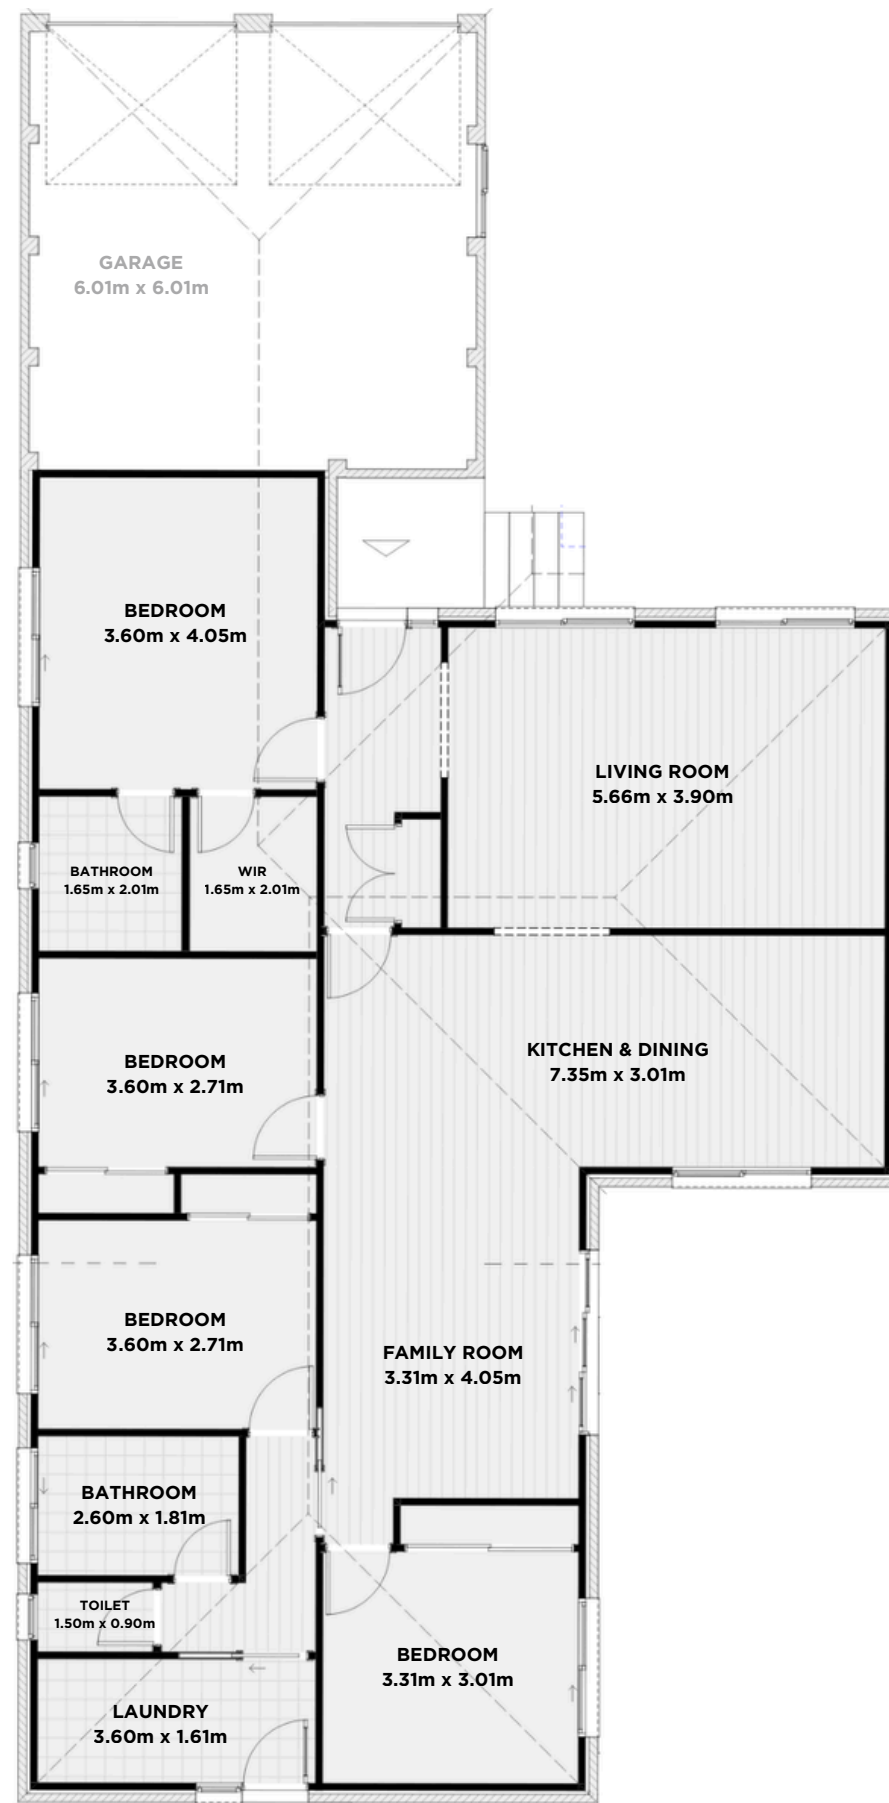 GARAGE
6.01m x 6.01m
BEDROOM
3.60m x 4.05m
LIVING ROOM
5.66m x 3.90m
BATHROOM
1.65m x 2.01m
WIR
1.65m x 2.01m
BEDROOM
3.60m x 2.71m
KITCHEN & DINING
7.35m x 3.01m
BEDROOM
3.60m x 2.71m
FAMILY ROOM
3.31m x 4.05m
BATHROOM
2.60m x 1.81m
TOILET
1.50m x 0.90m
BEDROOM
3.31m x 3.01m
LAUNDRY
3.60m x 1.61m